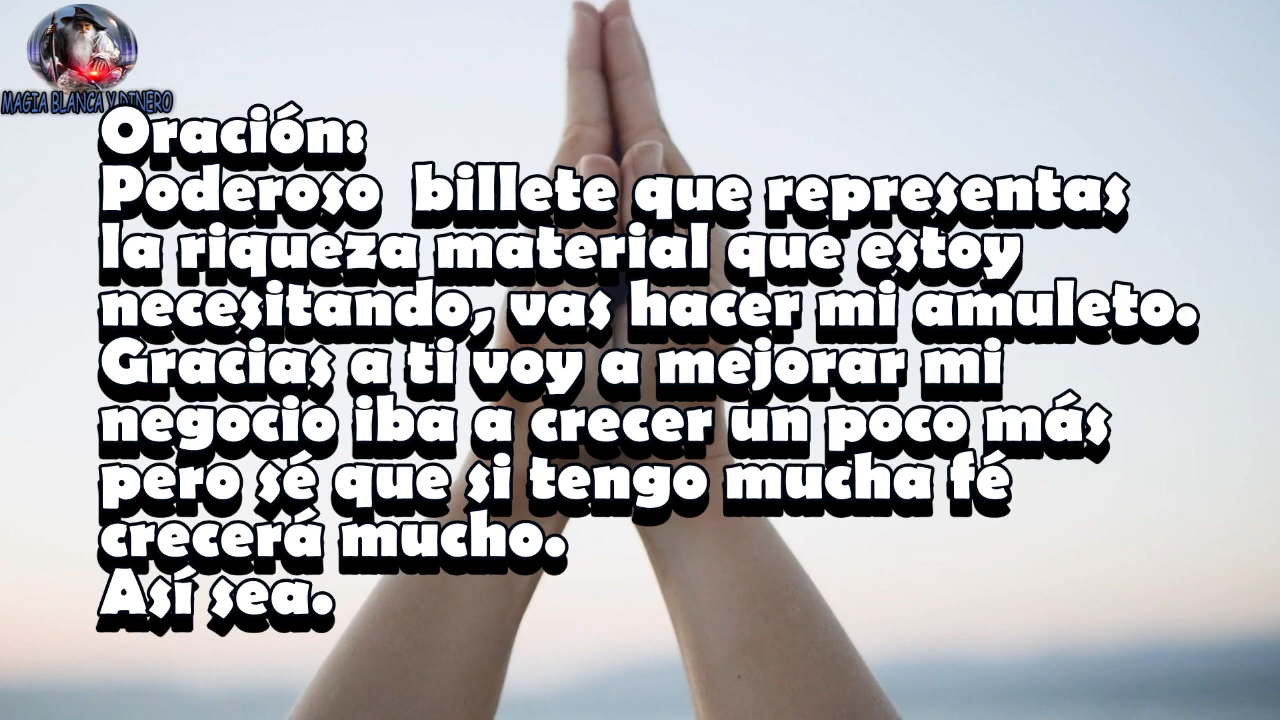 MAGIA BLANCA Y DINERO
Oración:
Poderoso billete que representas
la riqueza material que estoy
necesitando, vas hacer mi amuleto.
Gracias a ti voy a mejorar mi
negocio iba a crecer un poco más
pero sé que si tengo mucha fé
crecerá mucho.
Así sea.